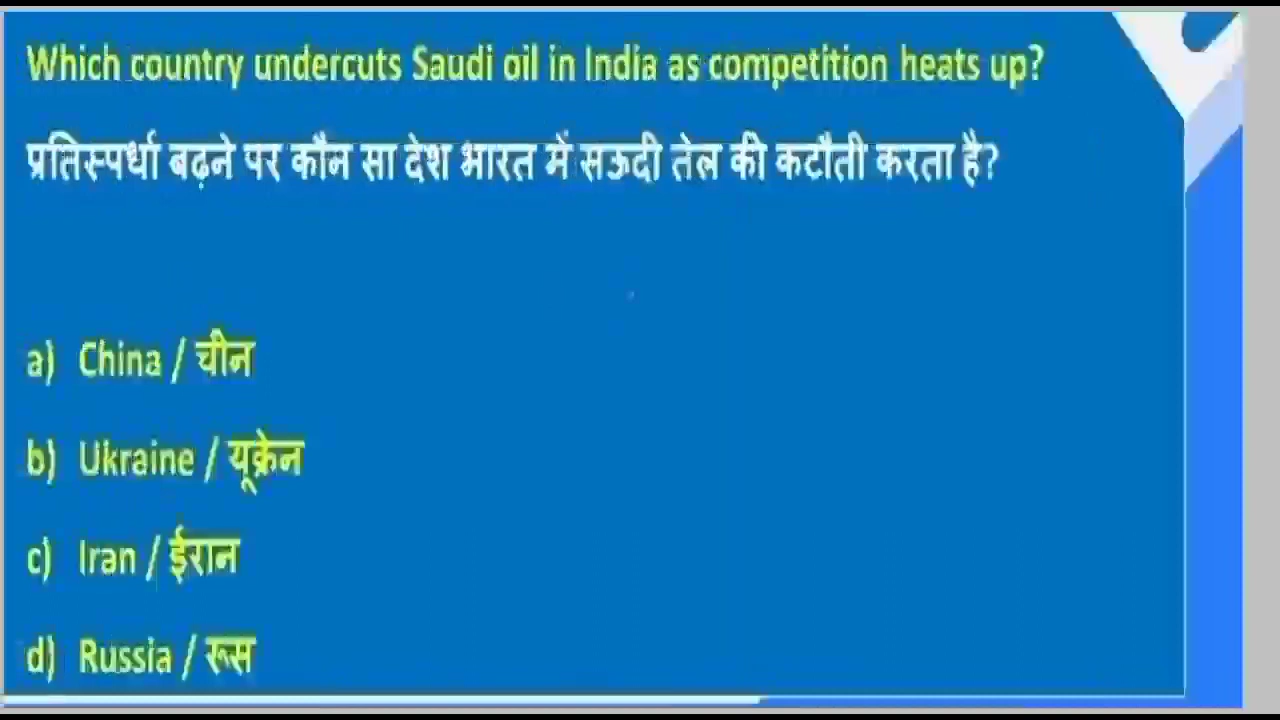 Which country undercuts Saudi oil in India as competition heats up?
प्रतिस्पर्धा बढ़ने पर कौन सा देश भारत में सऊदी तेल की कटौती करता है?
a) China / चीन
b) Ukraine / यूक्रेन
c) Iran / ईरान
d) Russia / रूस